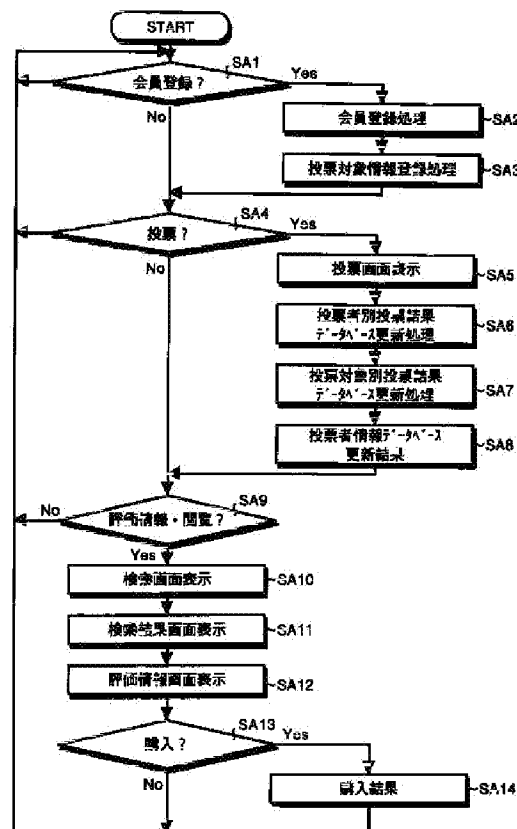 START
SA1
会員登録?
Yes
No
会員登録処理
SA2
投票対象情報登録処理
SA3
SA4
投票?
Yes
No
投票画面表示
SA5
投票者別投票結果
データベース更新処理
SA6
投票対象別投票結果
データベース更新処理
SA7
投票者情報データベース
更新結果
SA8
SA9
No
評価情報・閲覧?
Yes
検索画面表示
SA10
検索結果画面表示
SA11
評価情報画面表示
SA12
SA13
購入?
Yes
No
購入結果
SA14